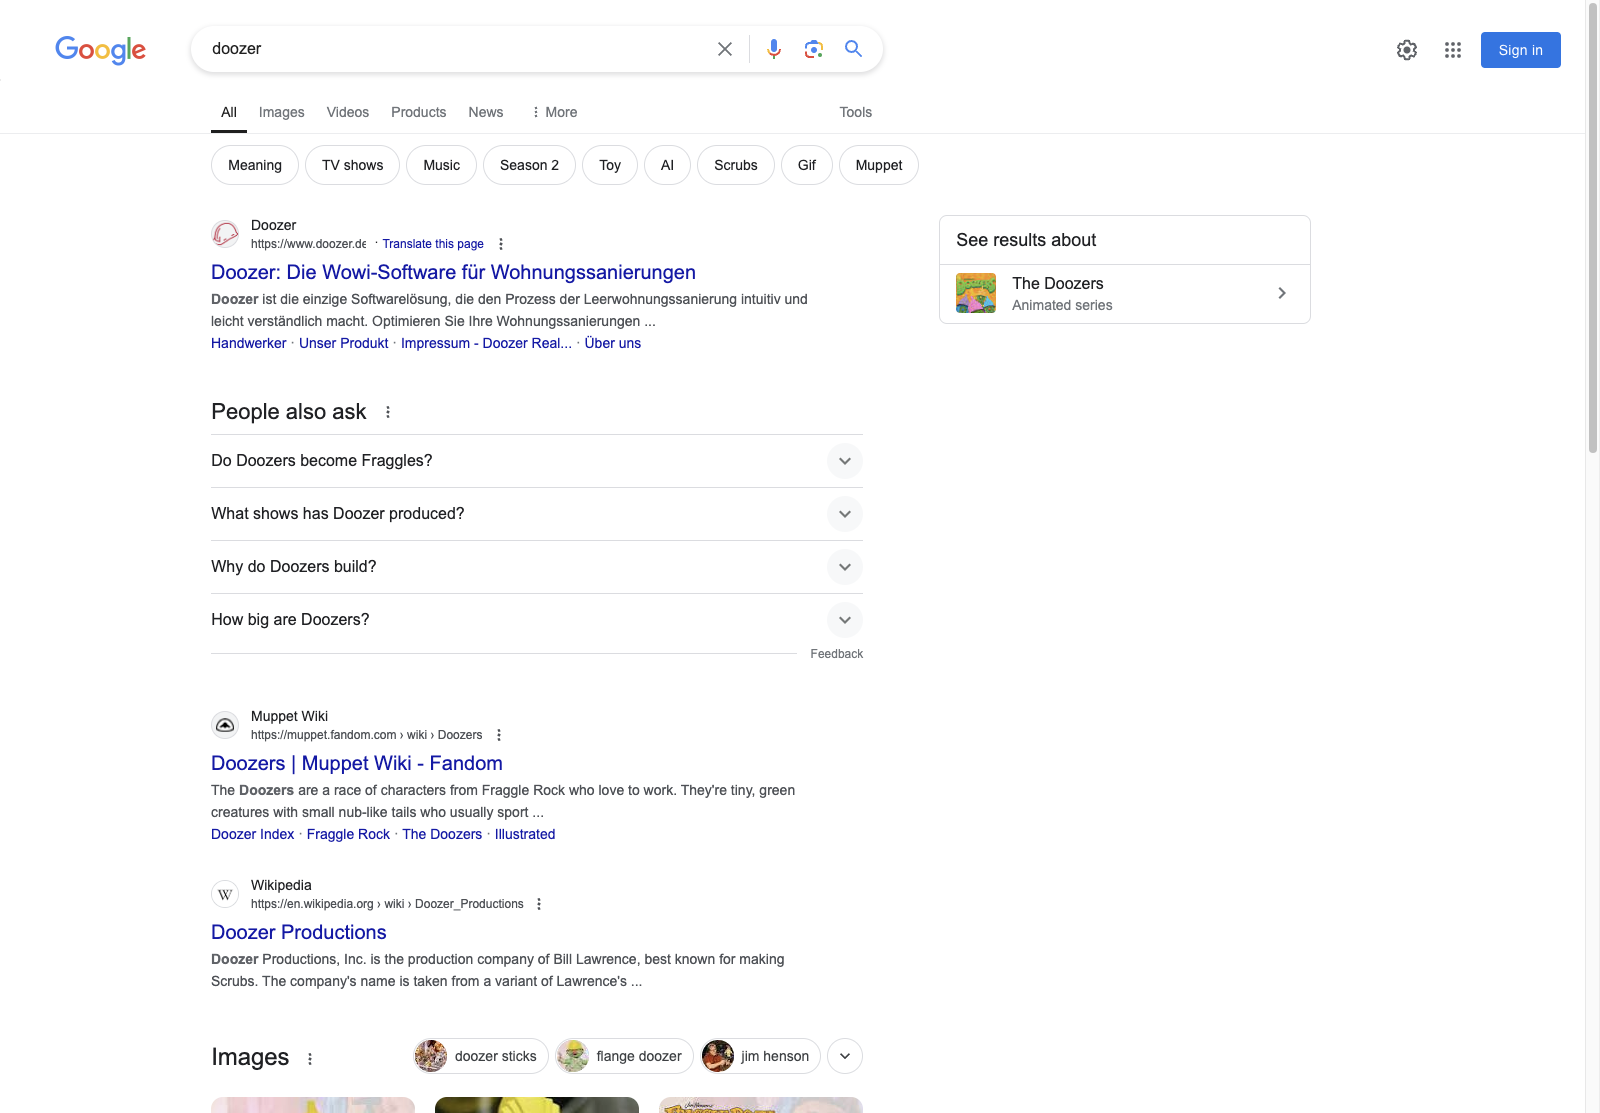 Google
doozer
Sign in
All Images Videos Products News More Tools
Meaning TV shows Music Season 2 Toy AI Scrubs Gif Muppet
Doozer
https://www.doozer.de · Translate this page
Doozer: Die Wowi-Software für Wohnungssanierungen
Doozer ist die einzige Softwarelösung, die den Prozess der Leerwohnungssanierung intuitiv und
leicht verständlich macht. Optimieren Sie Ihre Wohnungssanierungen ...
Handwerker · Unser Produkt · Impressum - Doozer Real... · Über uns
See results about
The Doozers
Animated series
People also ask
Do Doozers become Fraggles?
What shows has Doozer produced?
Why do Doozers build?
How big are Doozers?
Feedback
Muppet Wiki
https://muppet.fandom.com › wiki › Doozers
Doozers | Muppet Wiki - Fandom
The Doozers are a race of characters from Fraggle Rock who love to work. They're tiny, green
creatures with small nub-like tails who usually sport ...
Doozer Index · Fraggle Rock · The Doozers · Illustrated
W
Wikipedia
https://en.wikipedia.org › wiki › Doozer_Productions
Doozer Productions
Doozer Productions, Inc. is the production company of Bill Lawrence, best known for making
Scrubs. The company's name is taken from a variant of Lawrence's ...
Images
doozer sticks flange doozer jim henson